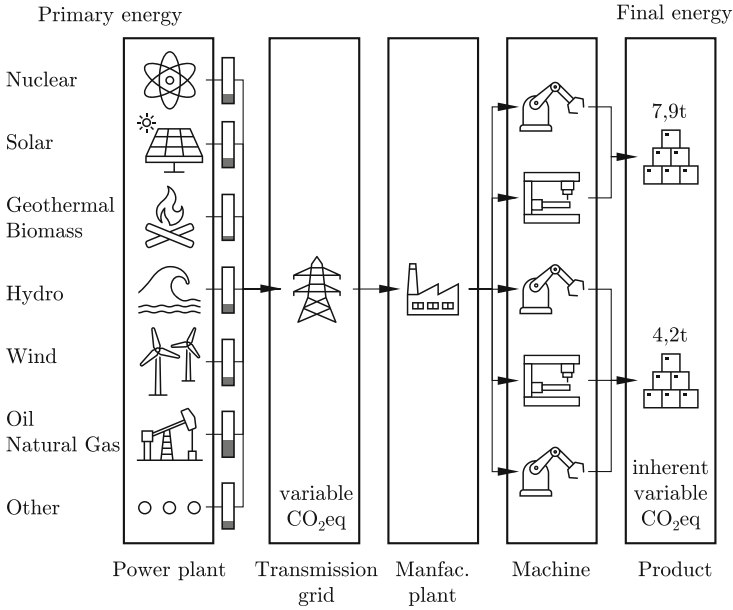 Primary energy
Final energy
Nuclear
Solar
Geothermal
Biomass
Hydro
Wind
Oil
Natural Gas
Other
variable
CO₂eq
7,9t
4,2t
inherent
variable
CO₂eq
Power plant
Transmission
grid
Manfac.
plant
Machine
Product